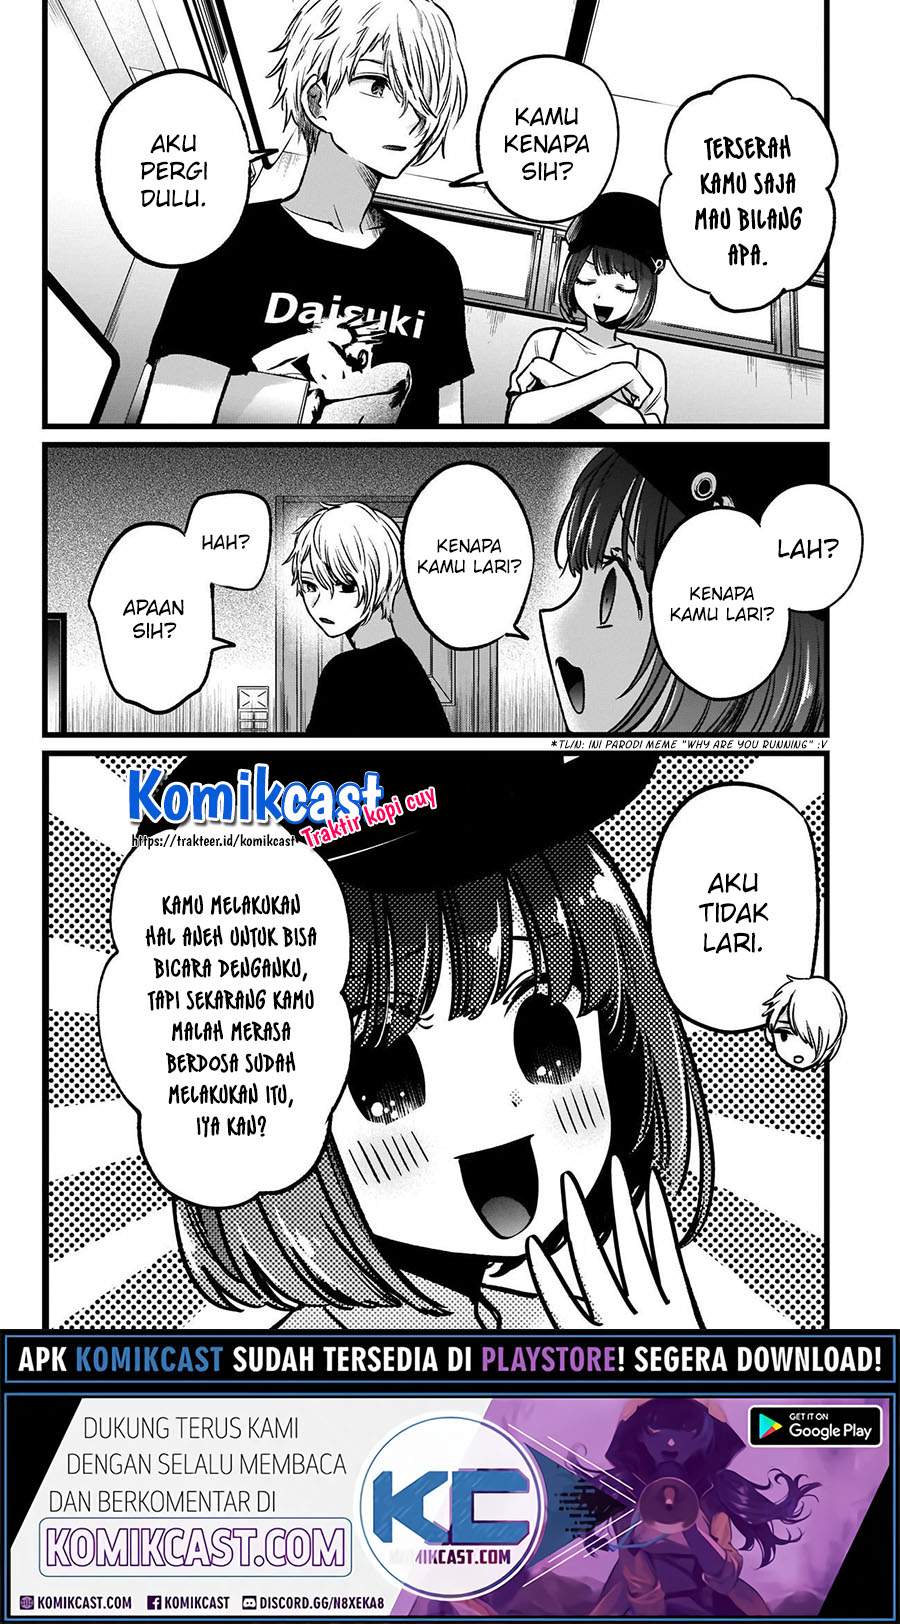 TERSERAH
KAMU SAJA
MAU BILANG
APA.
KAMU
KENAPA
SIH?
AKU
PERGI
DULU.
Daisuki
LAH?
KENAPA
KAMU LARI?
KENAPA
KAMU LARI?
HAH?
APAAN
SIH?
*TL/N: INI PARODI MEME "WHY ARE YOU RUNNING" :V
Komikcast
https://trakteer.id/komikcast
Traktir kopi cuy
AKU
TIDAK
LARI.
KAMU MELAKUKAN
HAL ANEH UNTUK BISA
BICARA DENGANKU,
TAPI SEKARANG KAMU
MALAH MERASA
BERDOSA SUDAH
MELAKUKAN ITU,
IYA KAN?
APK KOMIKCAST SUDAH TERSEDIA DI PLAYSTORE! SEGERA DOWNLOAD!
DUKUNG TERUS KAMI
DENGAN SELALU MEMBACA
DAN BERKOMENTAR DI
KOMIKCAST.COM
KOMIKCAST.COM
KOMIKCAST
DISCORD.GG/N8XEKA8
KC
KOMIKCAST.COM
GET IT ON
Google Play